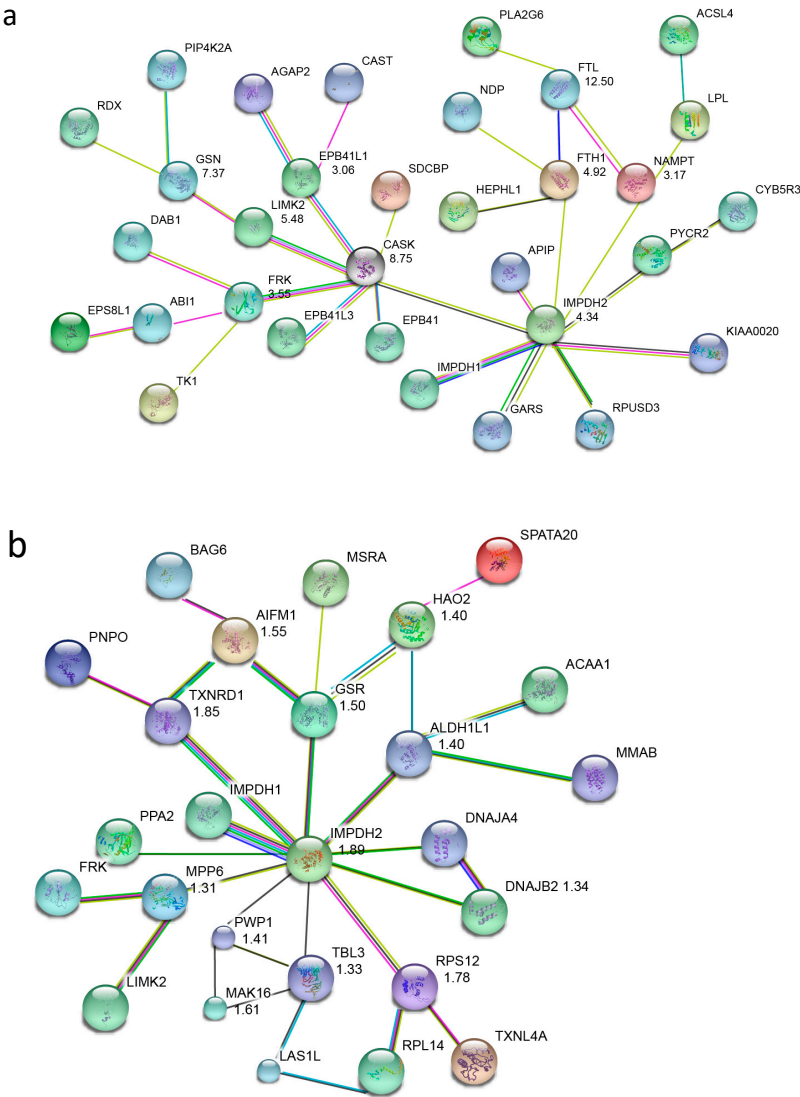 a
PLA2G6
ACSL4
PIP4K2A
AGAP2
CAST
FTL
12.50
NDP
LPL
RDX
EPB41L1
3.06
GSN
7.37
SDCBP
FTH1
4.92
NAMPT
3.17
HEPHL1
CYB5R3
LIMK2
5.48
DAB1
CASK
8.75
PYCR2
APIP
FRK
3.55
IMPDH2
4.34
ABI1
EPS8L1
EPB41L3
EPB41
KIAA0020
IMPDH1
TK1
GARS
RPUSD3
b
SPATA20
BAG6
MSRA
HAO2
1.40
AIFM1
1.55
PNPO
ACAA1
TXNRD1
1.85
GSR
1.50
ALDH1L1
1.40
MMAB
IMPDH1
PPA2
IMPDH2
1.89
DNAJA4
FRK
MPP6
1.31
DNAJB2 1.34
PWP1
1.41
TBL3
1.33
RPS12
1.78
LIMK2
MAK16
1.61
LAS1L
RPL14
TXNL4A